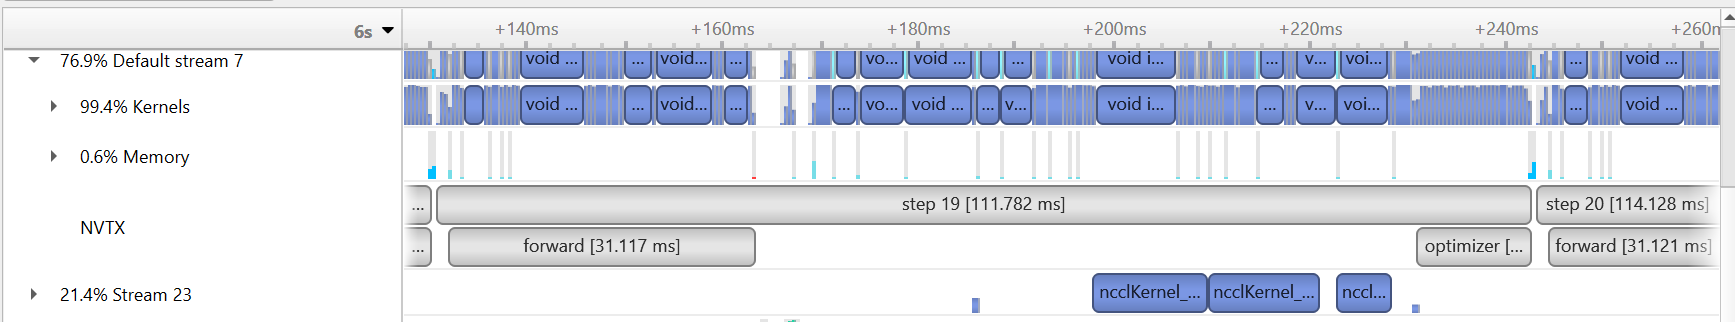 6s +140ms +160ms +180ms +200ms +220ms +240ms +260m
76.9% Default stream 7 void ... ... void... ... ... vo... void ... ... ... void i... ... v... voi... ... void ...
99.4% Kernels void ... ... void... ... ... vo... void ... ... v... void i... ... v... voi... ... void ...
0.6% Memory
NVTX
... step 19 [111.782 ms] step 20 [114.128 ms]
... forward [31.117 ms] optimizer [... forward [31.121 ms]
21.4% Stream 23 ncclKernel_... ncclKernel_... nccl...